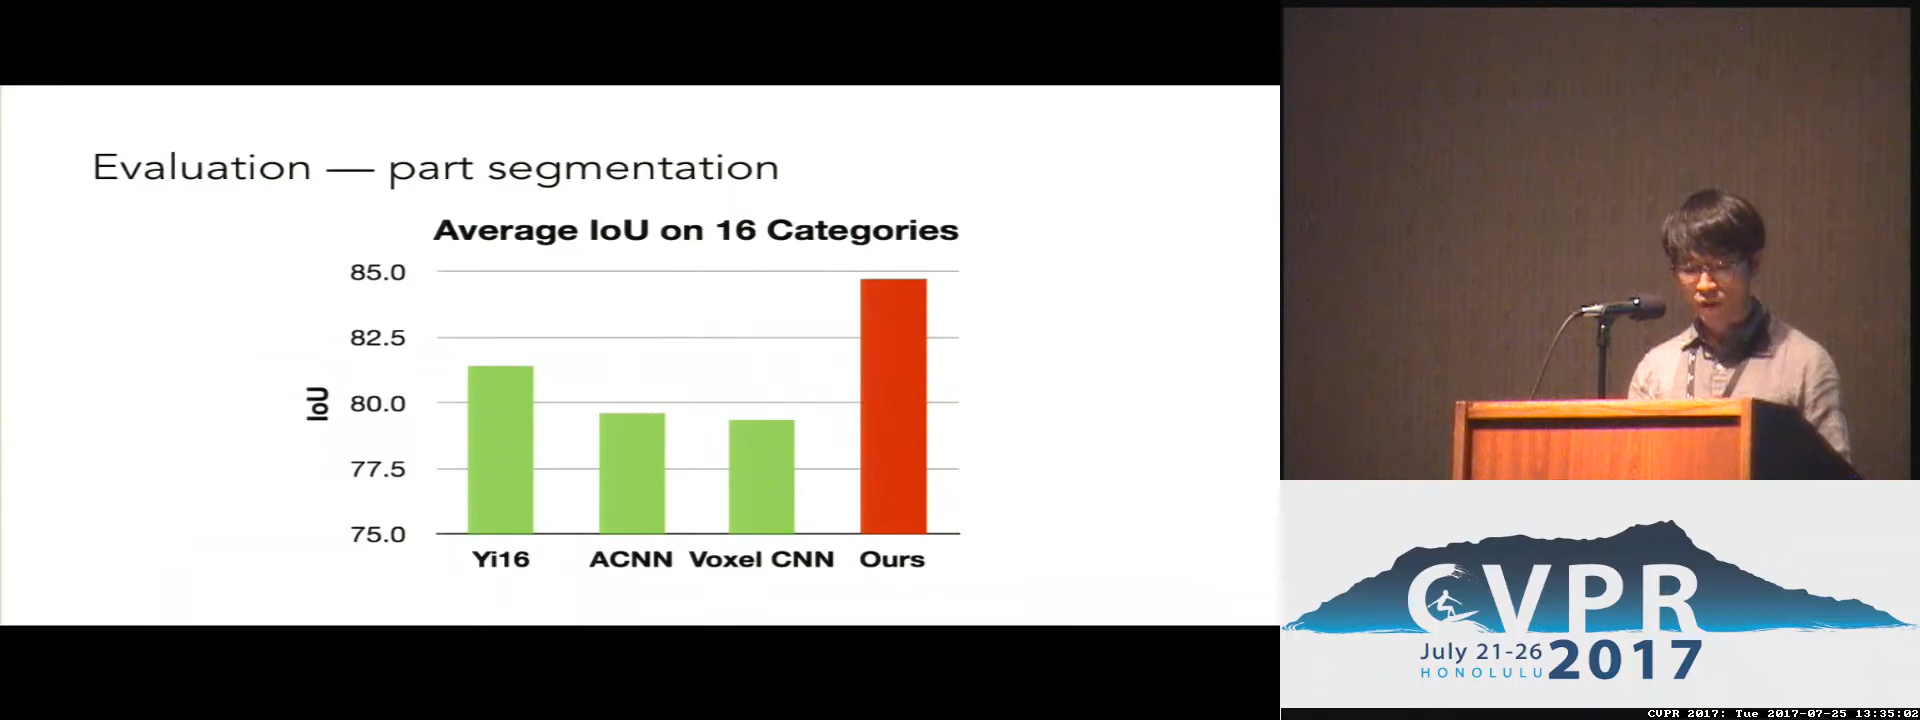 Evaluation — part segmentation
Average IoU on 16 Categories
85.0
82.5
80.0
77.5
75.0
IoU
Yi16 ACNN Voxel CNN Ours
CVPR
July 21-26
HONOLULU
2017
CVPR 2017: Tue 2017-07-25 13:35:02